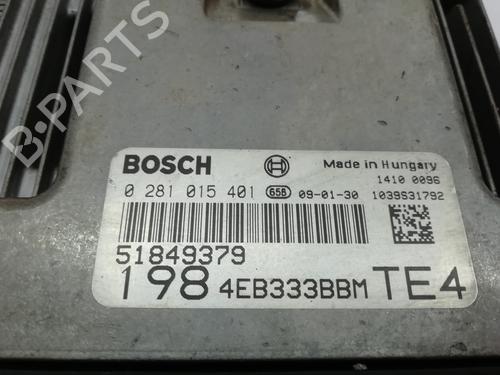 B-PARTS
BOSCH
Made in Hungary
1410 0096
0 281 015 401 658 09-01-30 1039S31792
51849379
198 4EB333BBM TE4